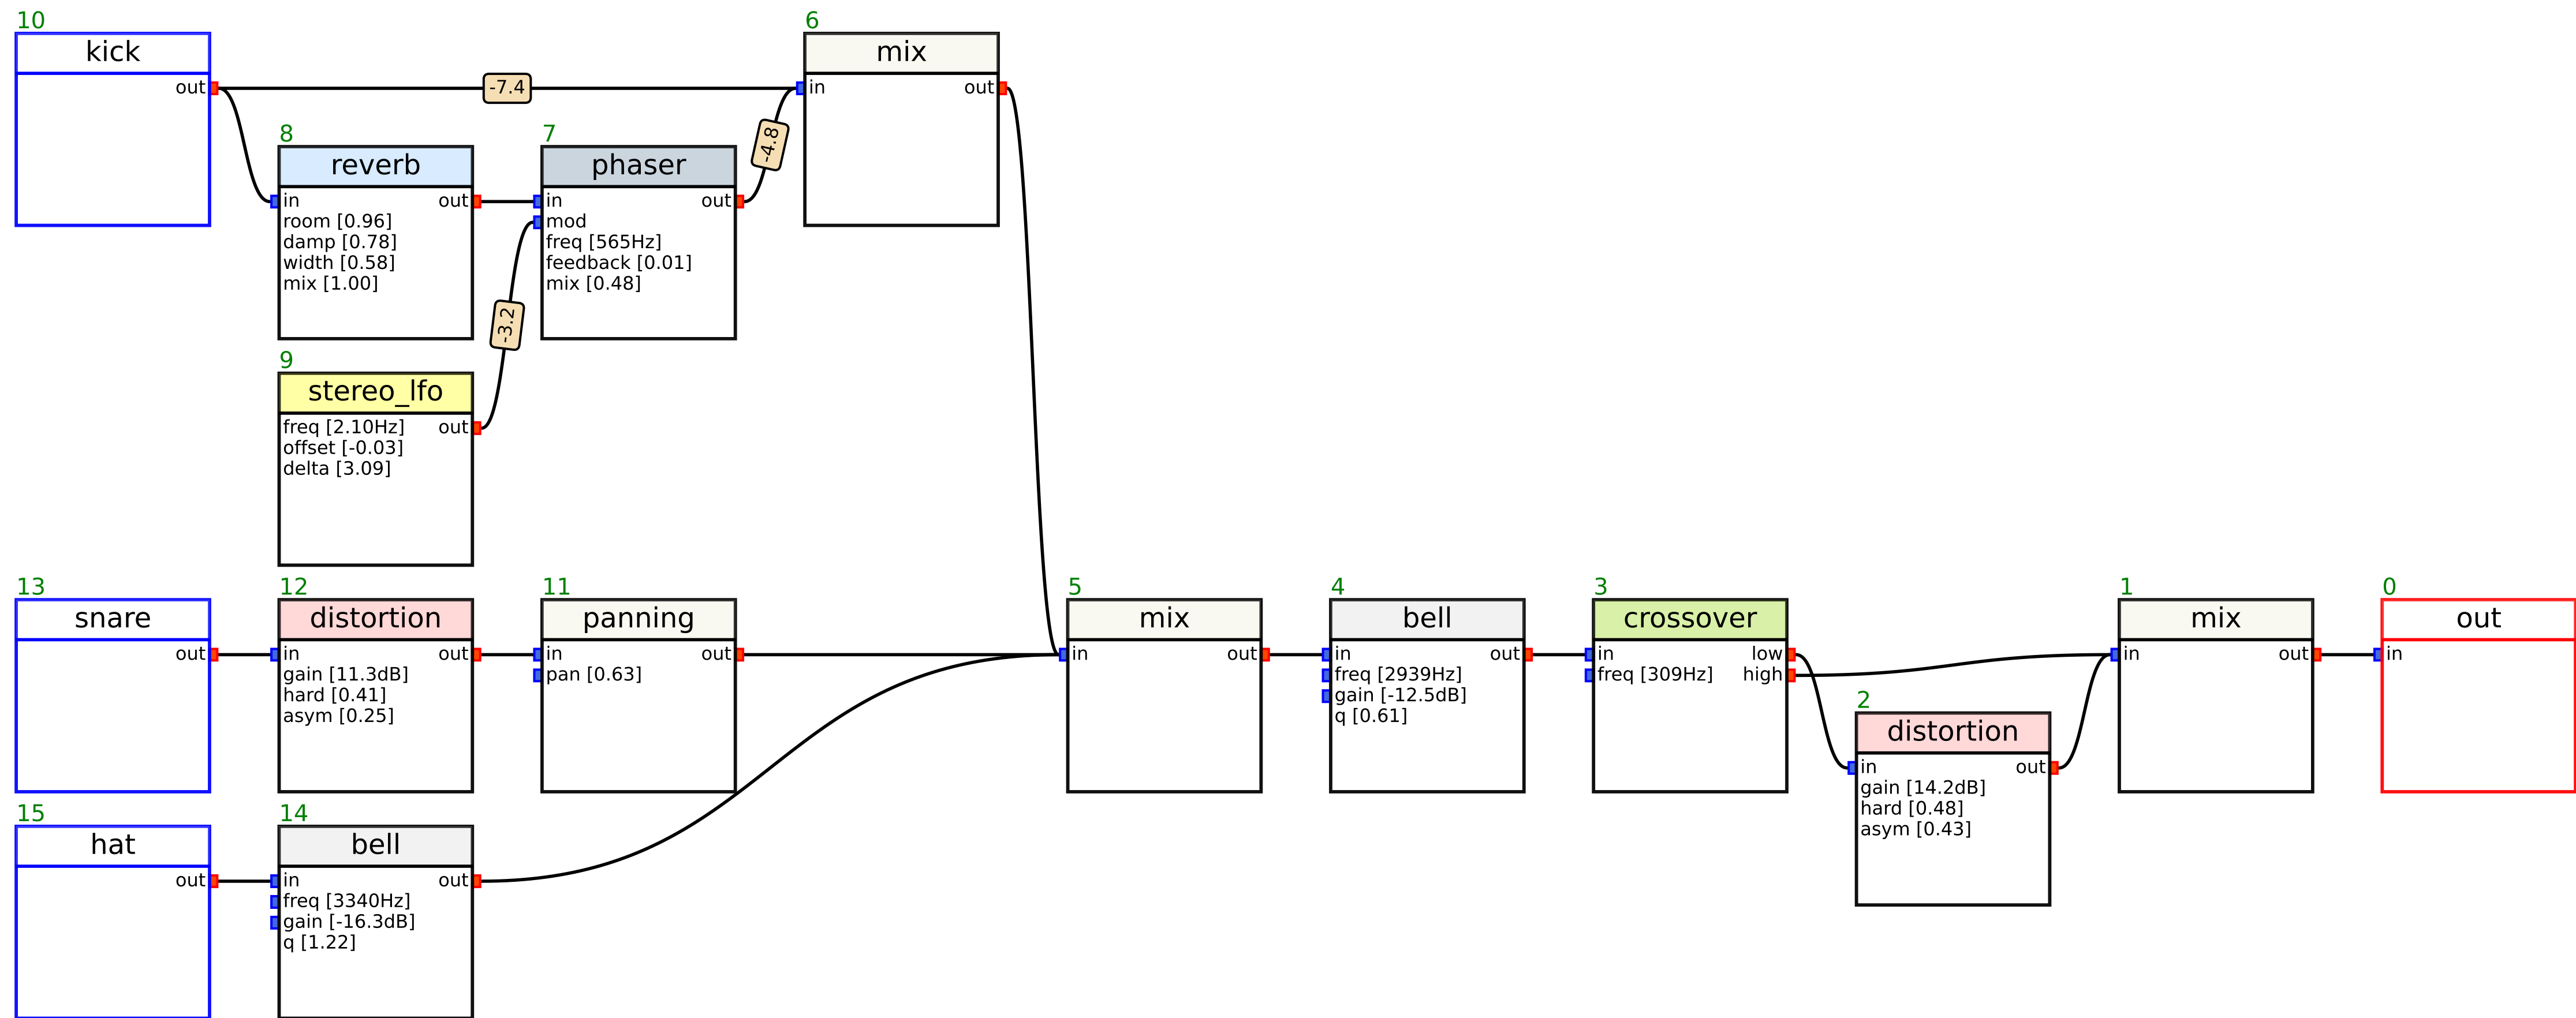 10
kick
out
-7.4
6
mix
in out
8
reverb
in out
room [0.96]
damp [0.78]
width [0.58]
mix [1.00]
7
phaser
in out
mod
freq [565Hz]
feedback [0.01]
mix [0.48]
-4.8
-3.2
9
stereo_lfo
freq [2.10Hz] out
offset [-0.03]
delta [3.09]
13
snare
out
12
distortion
in out
gain [11.3dB]
hard [0.41]
asym [0.25]
11
panning
in out
pan [0.63]
5
mix
in out
4
bell
in out
freq [2939Hz]
gain [-12.5dB]
q [0.61]
3
crossover
in low
freq [309Hz] high
2
distortion
in out
gain [14.2dB]
hard [0.48]
asym [0.43]
1
mix
in out
0
out
in
15
hat
out
14
bell
in out
freq [3340Hz]
gain [-16.3dB]
q [1.22]